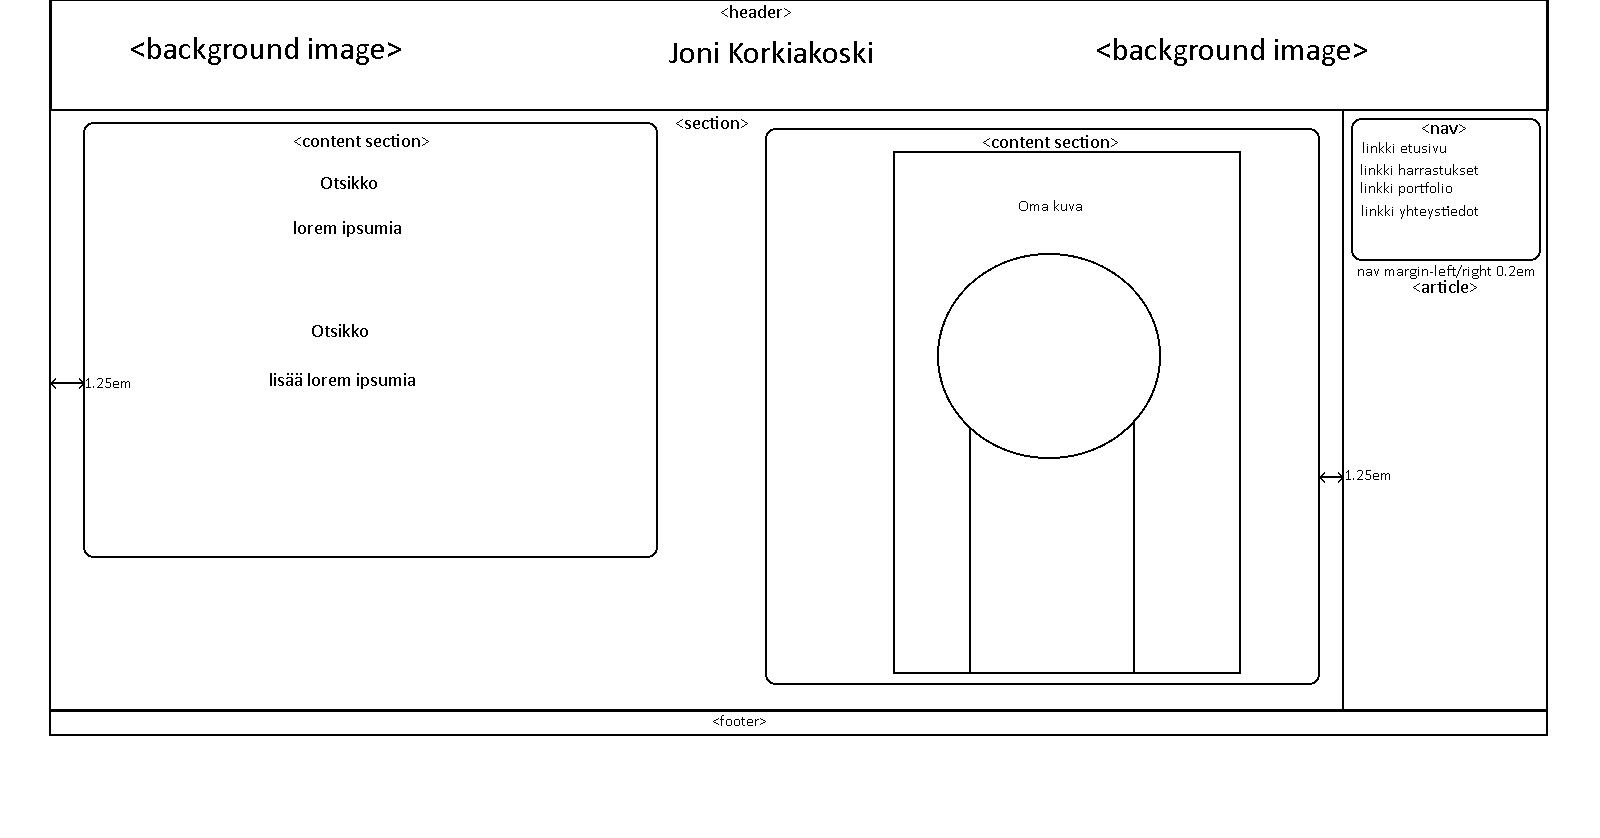 <header>
<background image>
Joni Korkiakoski
<background image>
<section>
<content section>
Otsikko
lorem ipsumia
Otsikko
lisää lorem ipsumia
1.25em
<content section>
Oma kuva
1.25em
<nav>
linkki etusivu
linkki harrastukset
linkki portfolio
linkki yhteystiedot
nav margin-left/right 0.2em
<article>
<footer>